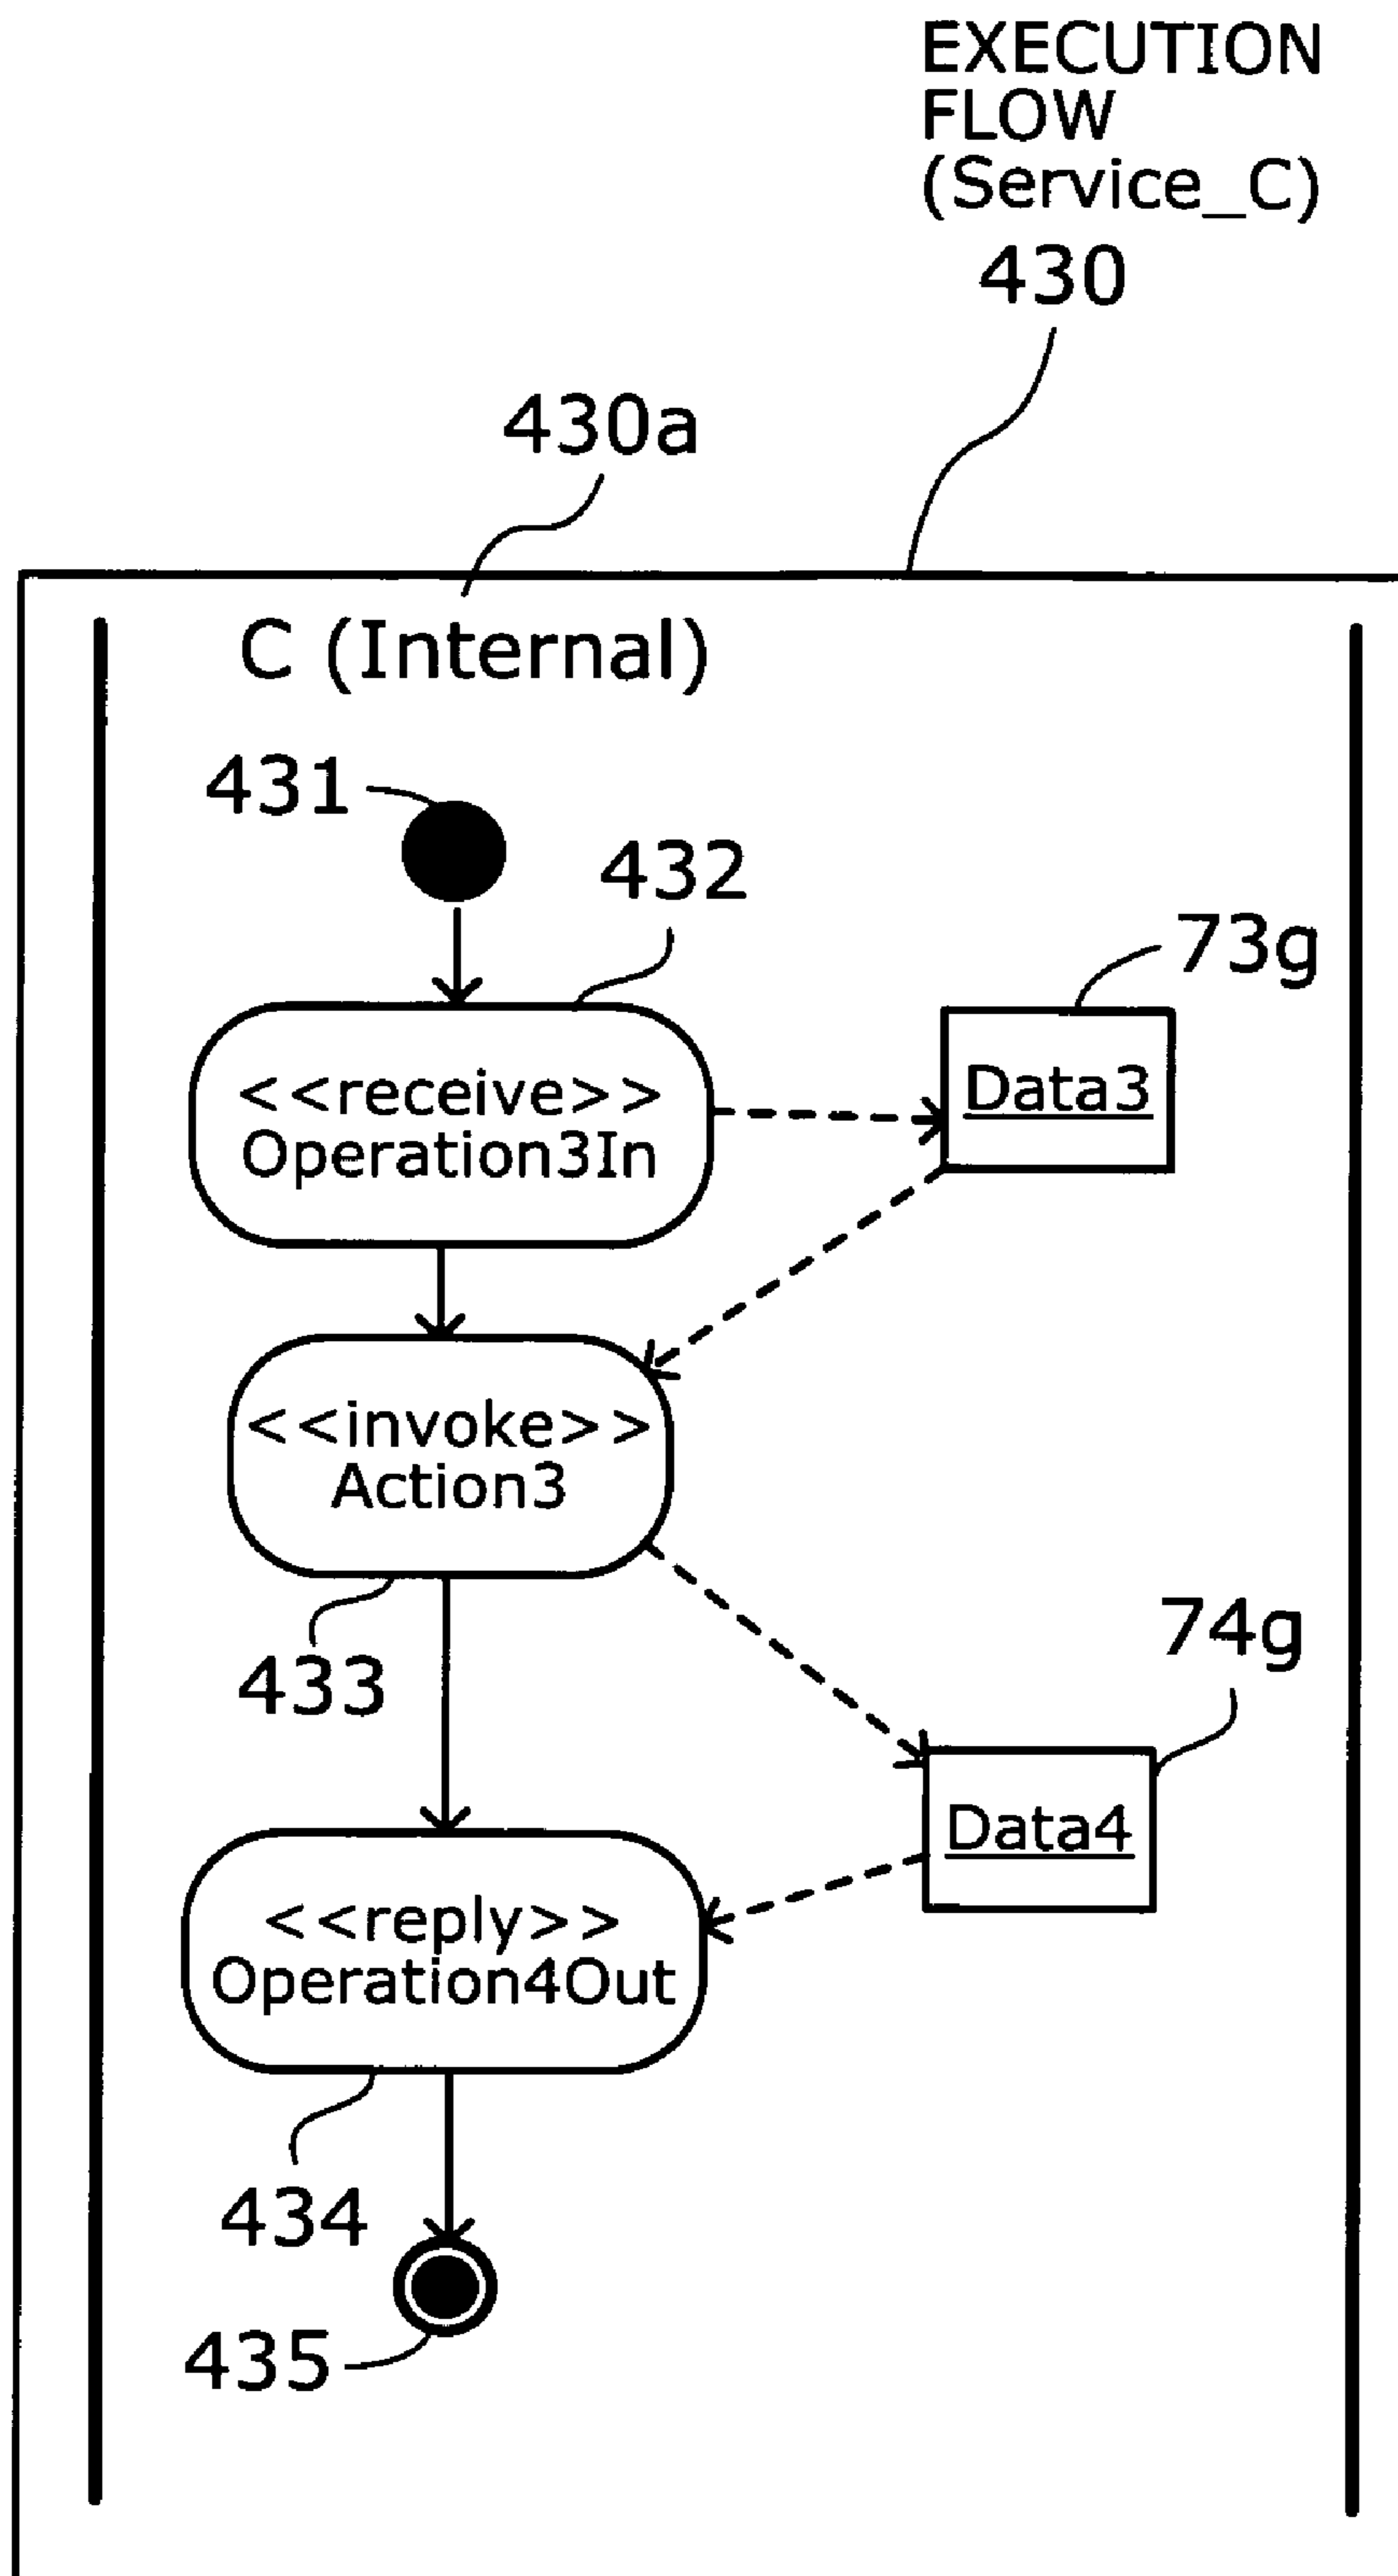 EXECUTION
FLOW
(Service_C)
430
430a
C (Internal)
431
432
73g
<<receive>>
Operation3In
Data3
<<invoke>>
Action3
433
74g
Data4
<<reply>>
Operation4Out
434
435